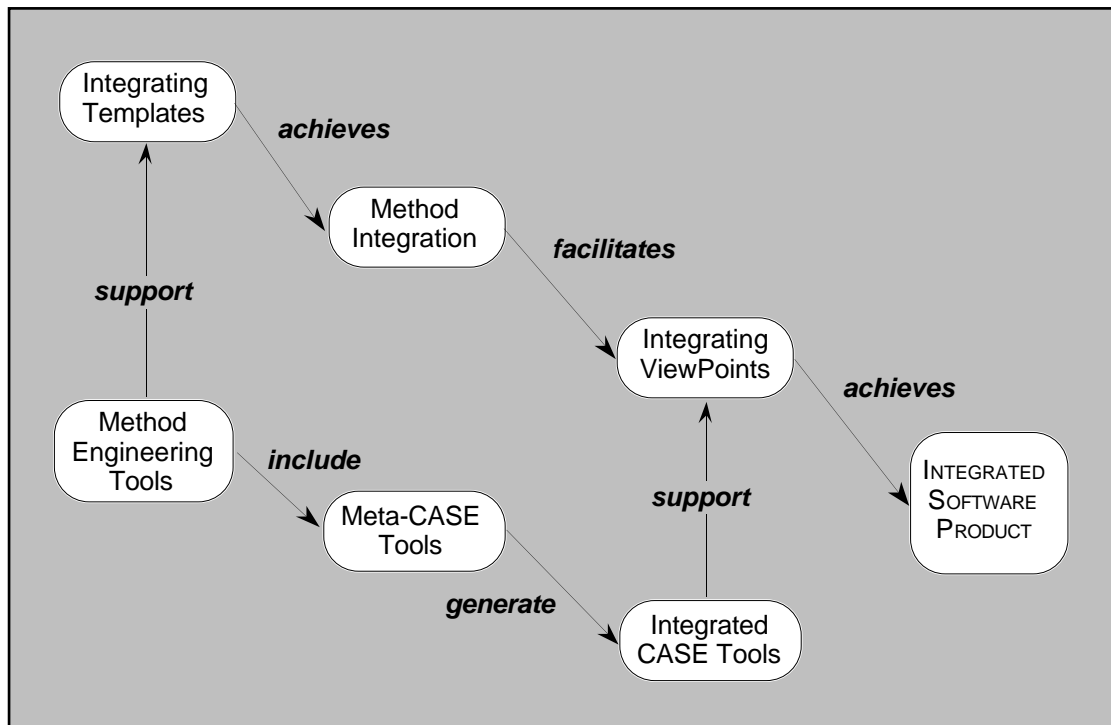 Integrating
Templates
achieves
Method
Integration
facilitates
support
Integrating
ViewPoints
achieves
Method
Engineering
Tools
include
Meta-CASE
Tools
support
INTEGRATED
SOFTWARE
PRODUCT
generate
Integrated
CASE Tools